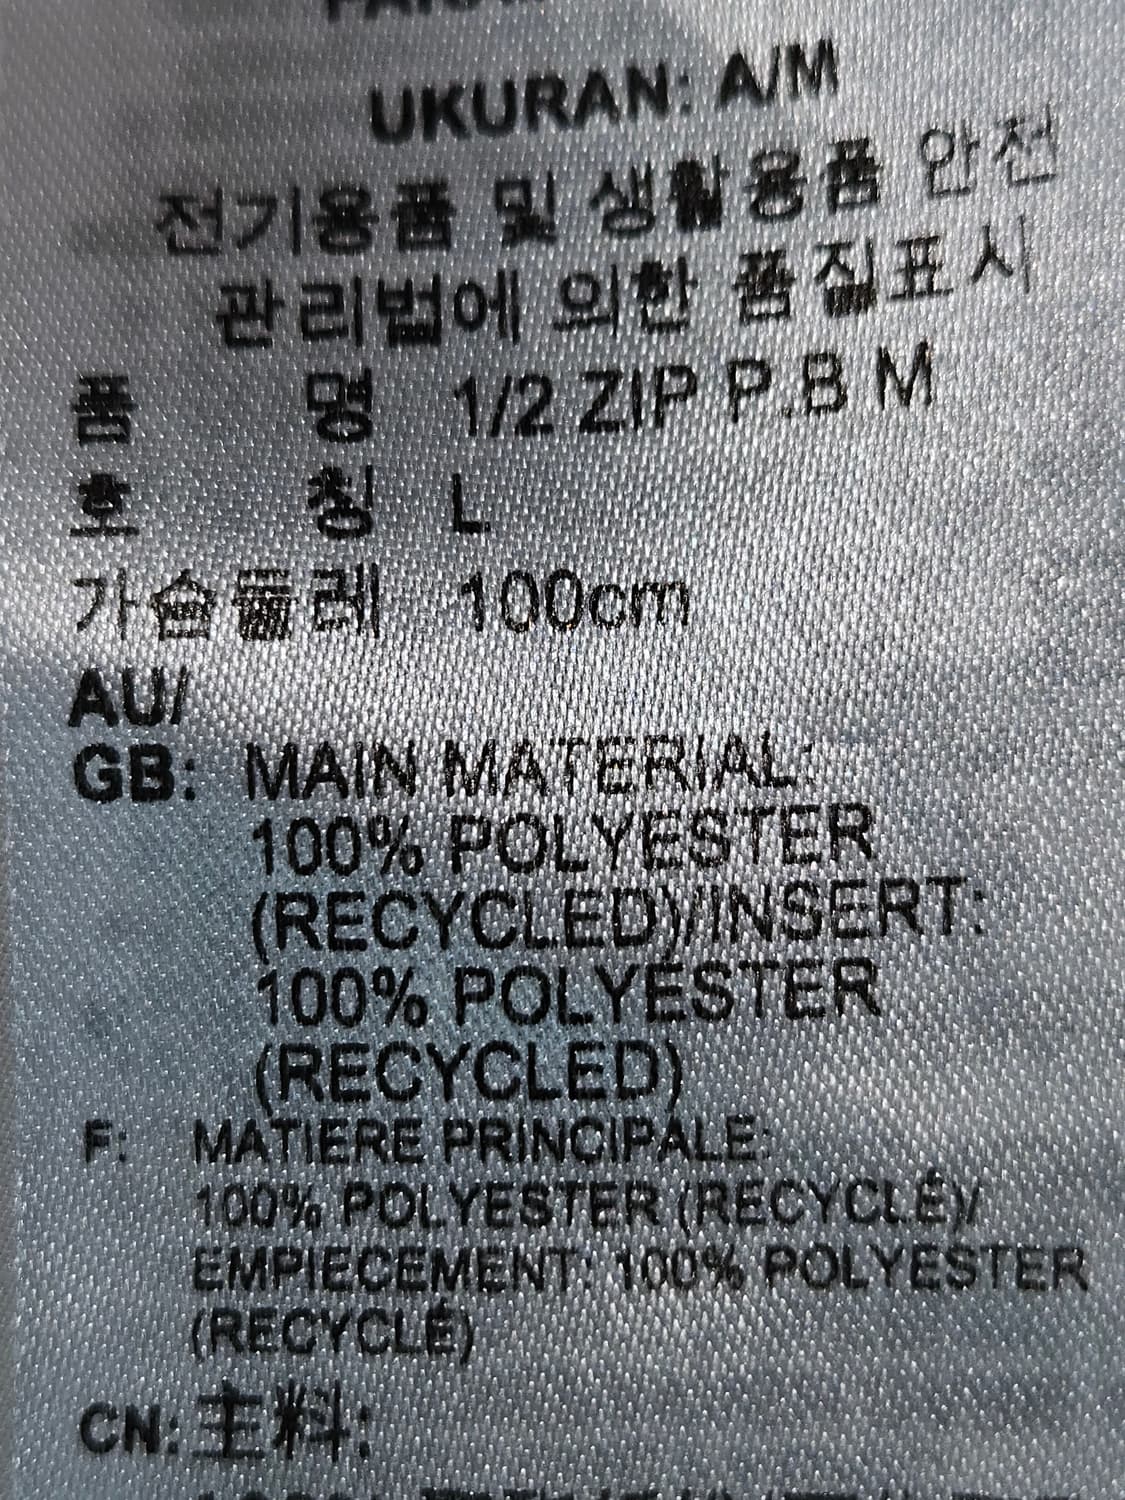 UKURAN: A/M
전기용품 및 생활용품 안전
관리법에 의한 품질표시
품 명 1/2 ZIP P.B M
호 칭 L
가슴둘레 100cm
AU/
GB: MAIN MATERIAL:
100% POLYESTER
(RECYCLED)/INSERT:
100% POLYESTER
(RECYCLED)
F: MATIERE PRINCIPALE:
100% POLYESTER (RECYCLÉ)/
EMPIECEMENT: 100% POLYESTER
(RECYCLÉ)
CN: 主料: